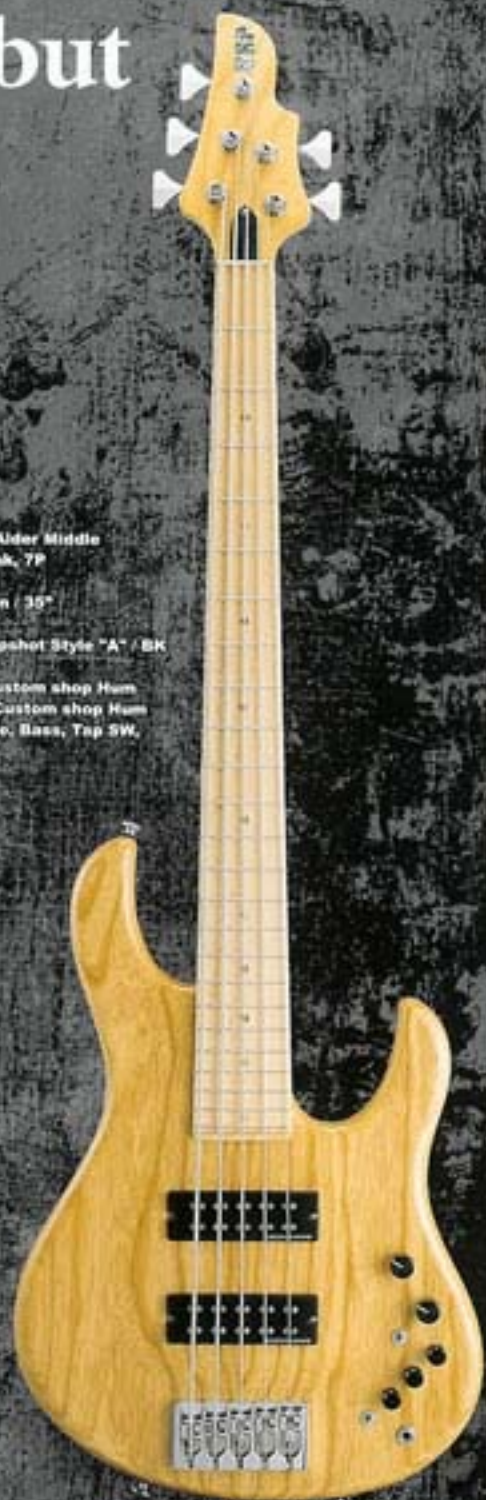 but
Alder Middle
k, 7P
n / 35"
pshot Style "A" / BK
ustom shop Hum
Custom shop Hum
e, Bass, Tap SW,